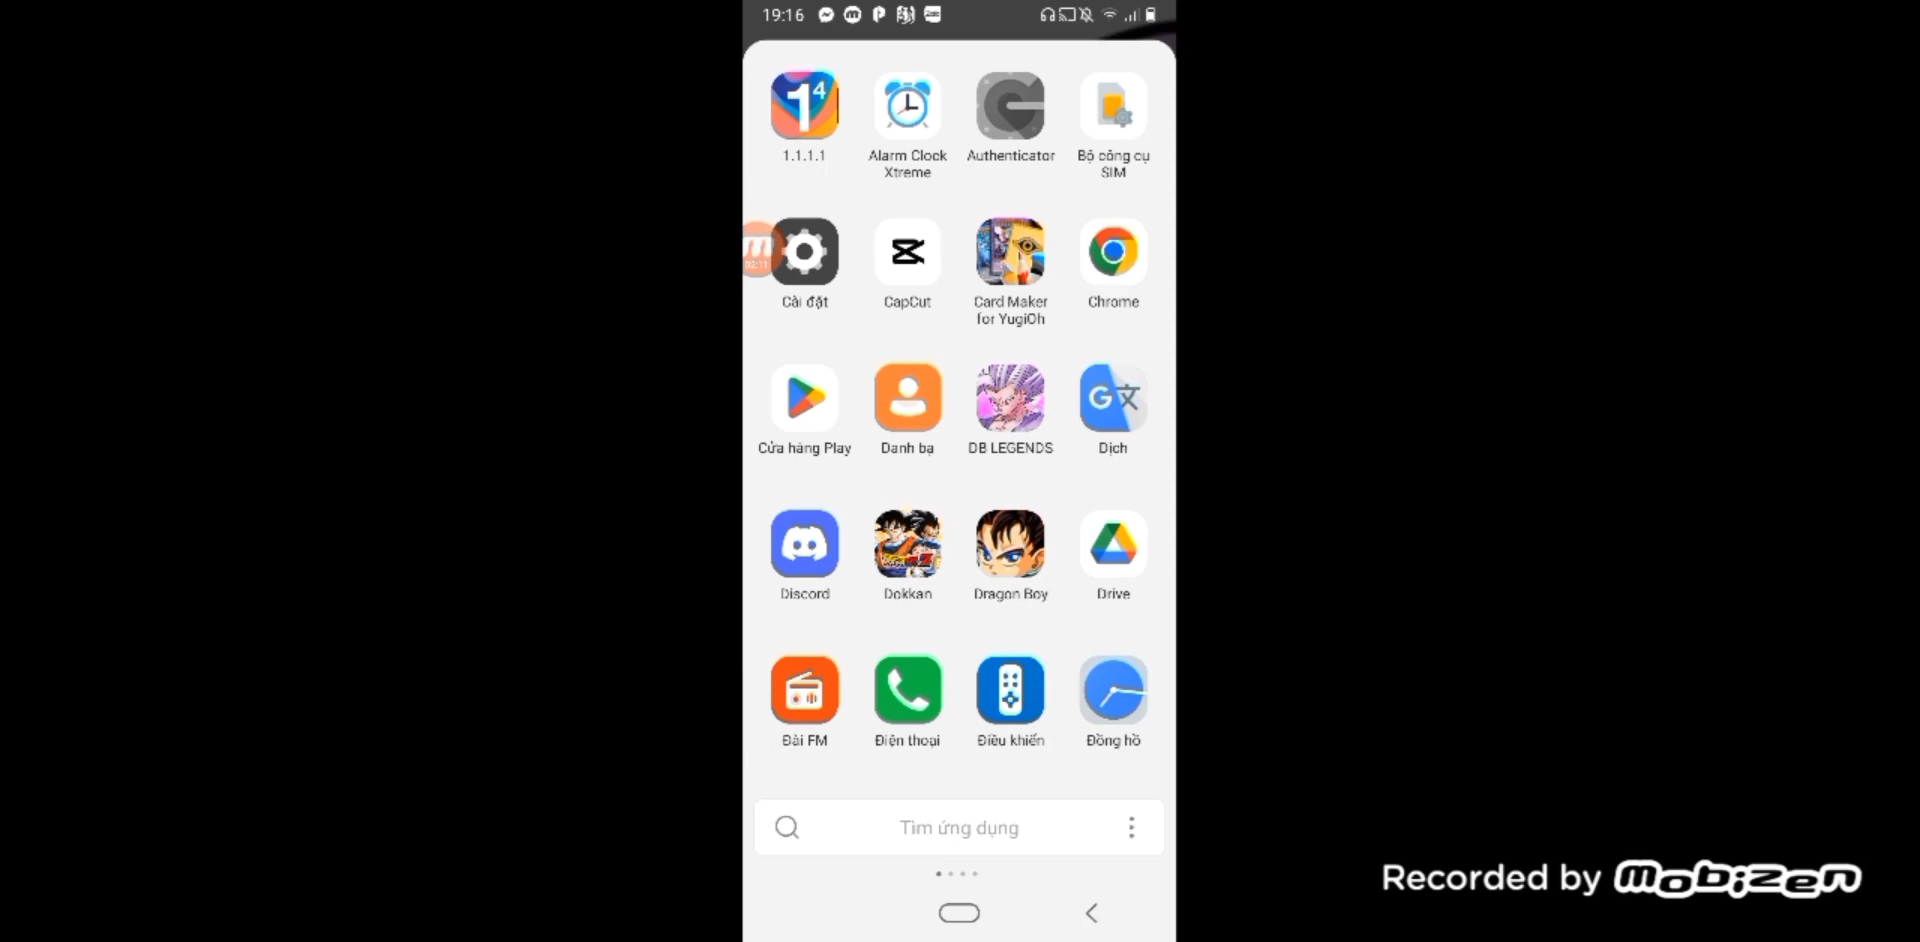 19:16
1.1.1.1
Alarm Clock
Xtreme
Authenticator
Bộ công cụ
SIM
02:11
Cài đặt
CapCut
Card Maker
for YugiOh
Chrome
Cửa hàng Play
Danh bạ
DB LEGENDS
Dịch
Discord
Dokkan
Dragon Boy
Drive
Đài FM
Điện thoại
Điều khiển
Đồng hồ
Tìm ứng dụng
Recorded by mobizen